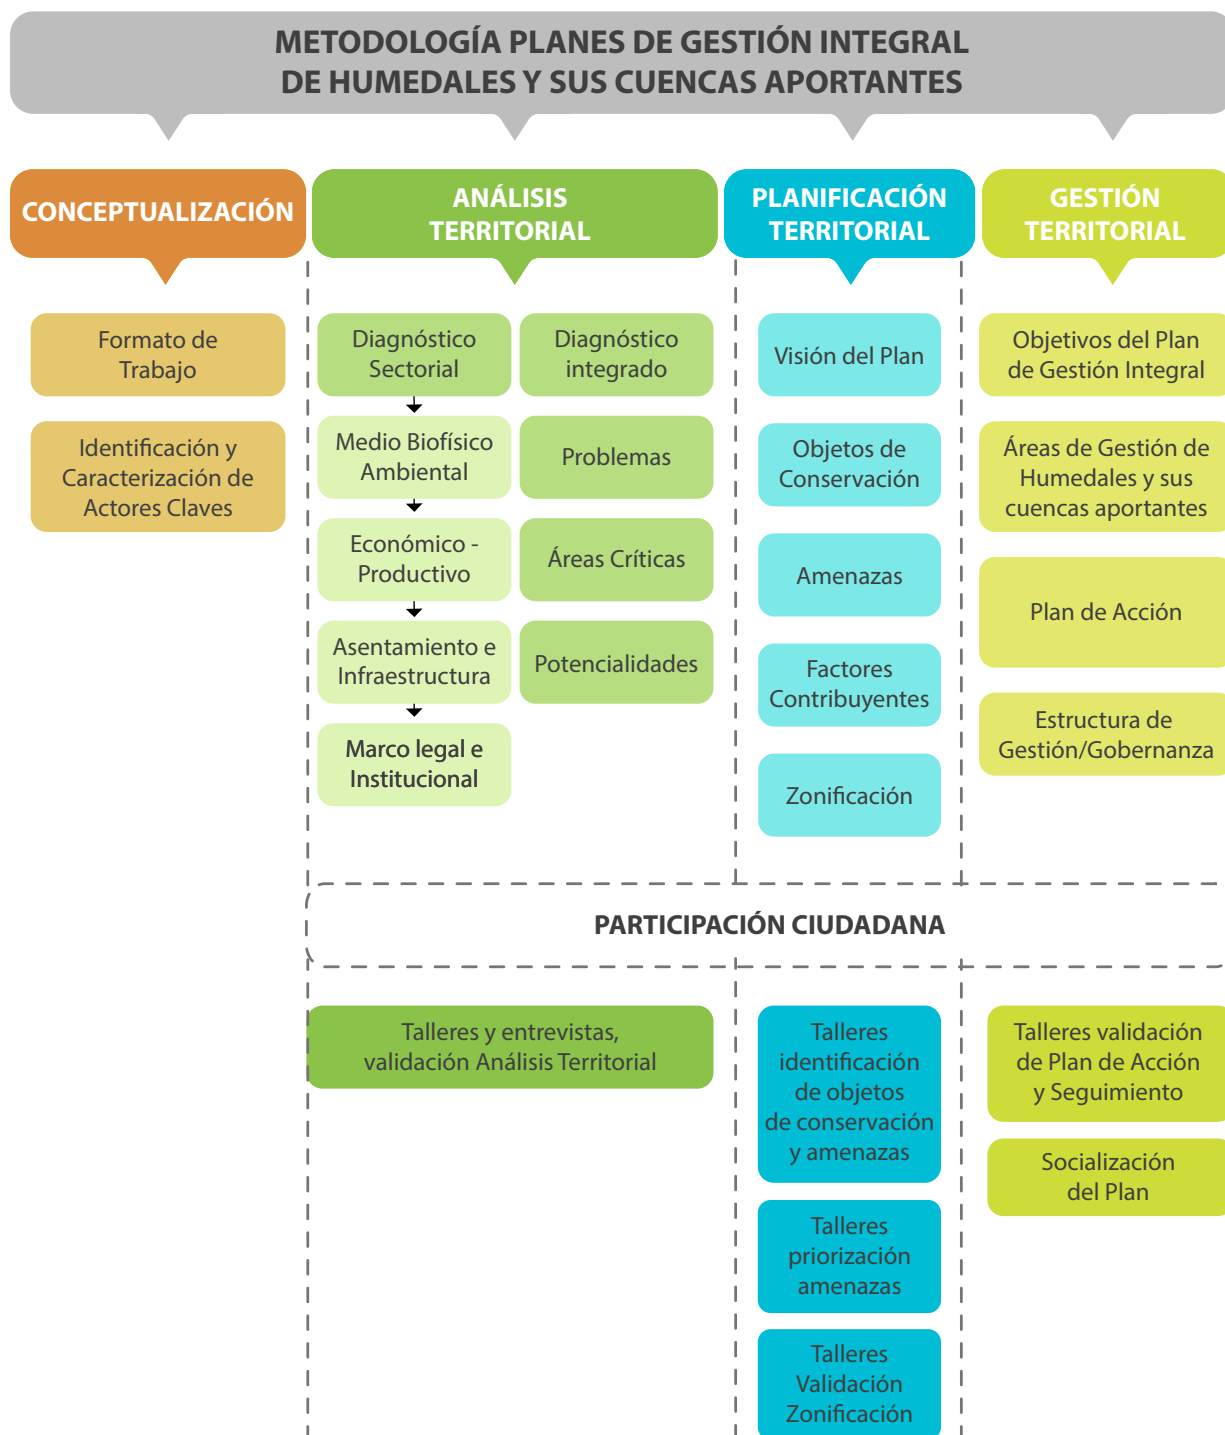 METODOLOGÍA PLANES DE GESTIÓN INTEGRAL
DE HUMEDALES Y SUS CUENCAS APORTANTES
CONCEPTUALIZACIÓN
Formato de
Trabajo
Identificación y
Caracterización de
Actores Claves
ANÁLISIS
TERRITORIAL
Diagnóstico
Sectorial
Medio Biofísico
Ambiental
Económico -
Productivo
Asentamiento e
Infraestructura
Marco legal e
Institucional
Diagnóstico
integrado
Problemas
Áreas Críticas
Potencialidades
PLANIFICACIÓN
TERRITORIAL
Visión del Plan
Objetos de
Conservación
Amenazas
Factores
Contribuyentes
Zonificación
GESTIÓN
TERRITORIAL
Objetivos del Plan
de Gestión Integral
Áreas de Gestión de
Humedales y sus
cuencas aportantes
Plan de Acción
Estructura de
Gestión/Gobernanza
PARTICIPACIÓN CIUDADANA
Talleres y entrevistas,
validación Análisis Territorial
Talleres
identificación
de objetos
de conservación
y amenazas
Talleres
priorización
amenazas
Talleres
Validación
Zonificación
Talleres validación
de Plan de Acción
y Seguimiento
Socialización
del Plan